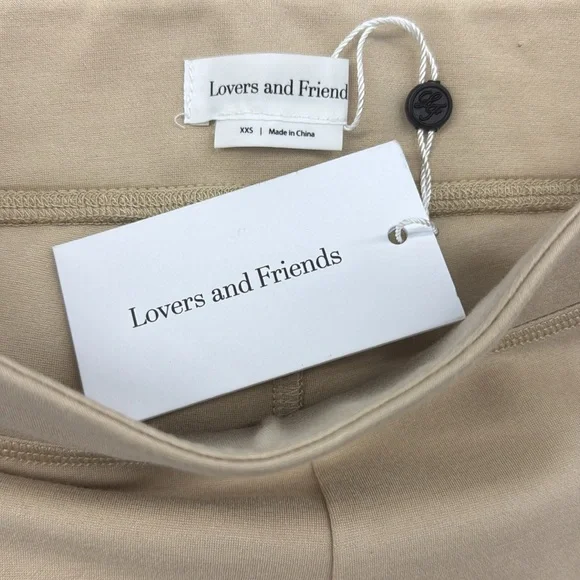 Lovers and Friend
XXS | Made in China
Lovers and Friends